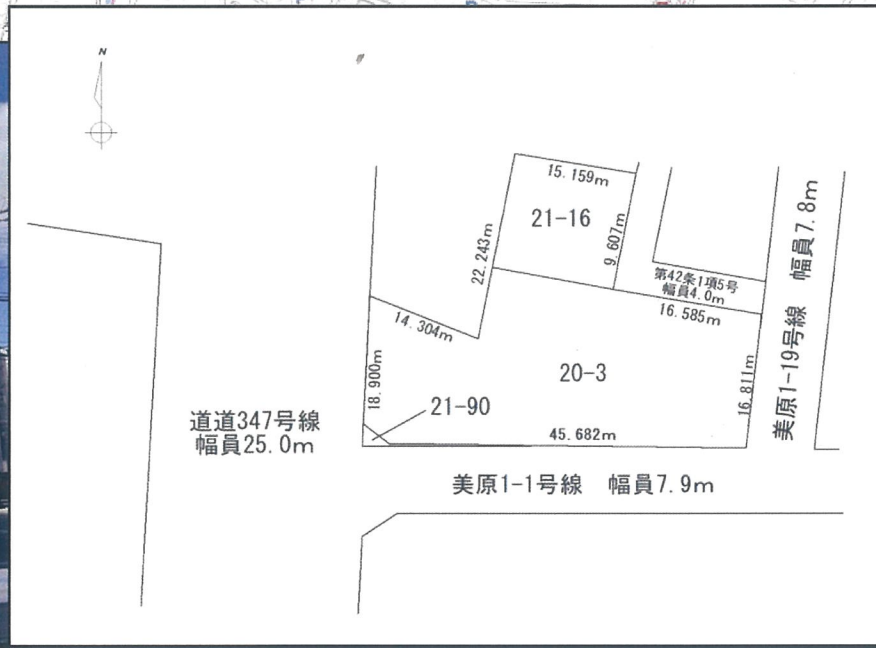 N
15.159m
21-16
9.607m
22.243m
第42条1項5号
幅員4.0m
16.585m
美原1-19号線 幅員7.8m
14.304m
18.900m
20-3
16.811m
21-90
道道347号線
幅員25.0m
45.682m
美原1-1号線 幅員7.9m